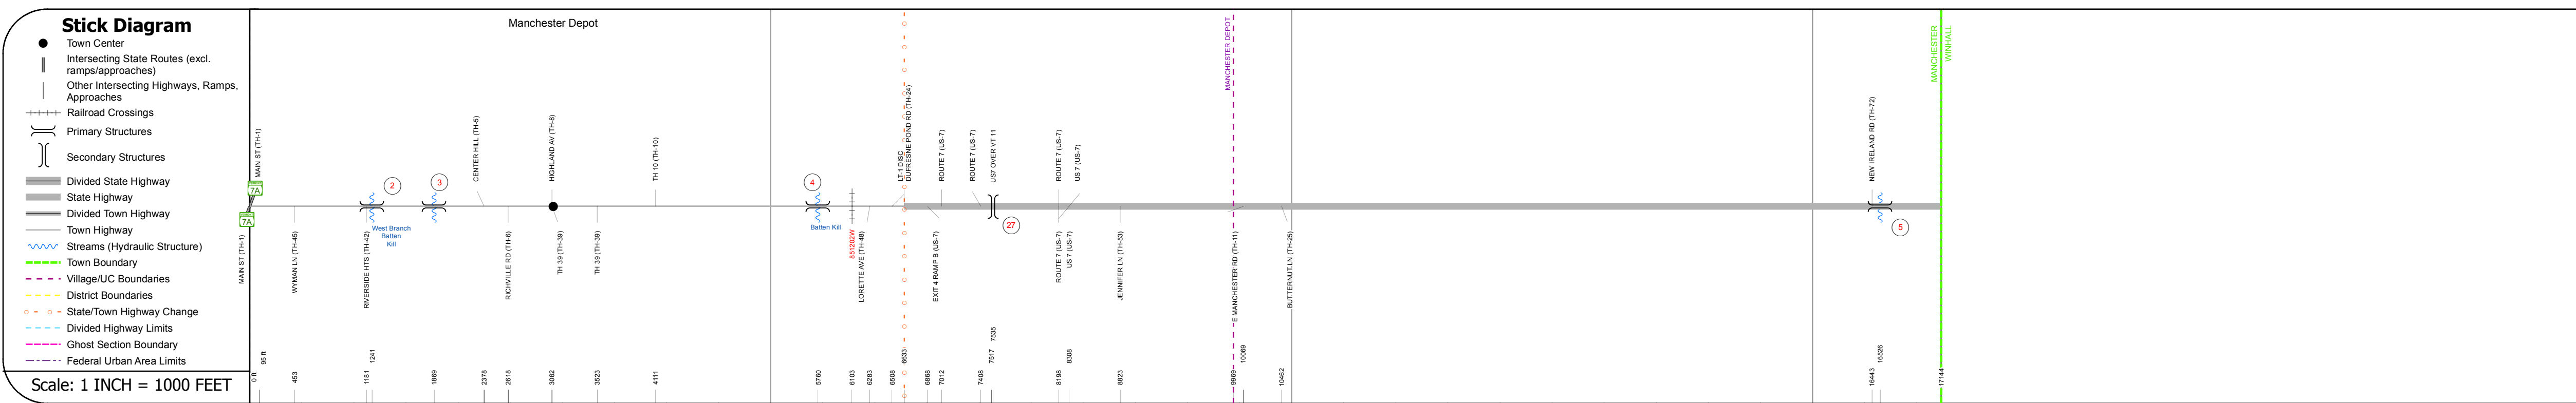 Stick Diagram
Town Center
Intersecting State Routes (excl.
ramps/approaches)
Other Intersecting Highways, Ramps,
Approaches
Railroad Crossings
Primary Structures
Secondary Structures
Divided State Highway
State Highway
Divided Town Highway
Town Highway
Streams (Hydraulic Structure)
Town Boundary
Village/UC Boundaries
District Boundaries
State/Town Highway Change
Divided Highway Limits
Ghost Section Boundary
Federal Urban Area Limits
Scale: 1 INCH = 1000 FEET
Manchester Depot
MAIN ST (TH-1)
7A
7A
MAIN ST (TH-1)
WYMAN LN (TH-45)
RIVERSIDE HTS (TH-42)
2
West Branch
Batten
Kill
3
CENTER HILL (TH-5)
RICHVILLE RD (TH-6)
HIGHLAND AV (TH-8)
TH 39 (TH-39)
TH 39 (TH-39)
TH 10 (TH-10)
4
Batten Kill
851202W
LORETTE AVE (TH-48)
LT-1 DISC
DUFRESNE POND RD (TH-24)
EXIT 4 RAMP B (US-7)
ROUTE 7 (US-7)
ROUTE 7 (US-7)
US7 OVER VT 11
27
ROUTE 7 (US-7)
US 7 (US-7)
ROUTE 7 (US-7)
US 7 (US-7)
JENNIFER LN (TH-53)
MANCHESTER DEPOT
E MANCHESTER RD (TH-11)
BUTTERNUT LN (TH-25)
NEW IRELAND RD (TH-72)
5
MANCHESTER
WINHALL
0 ft
95 ft
453
1181
1241
1869
2378
2618
3062
3523
4111
5760
6103
6283
6508
6633
6868
7012
7408
7517
7535
8198
8308
8823
9969
10069
10462
16443
16526
17144